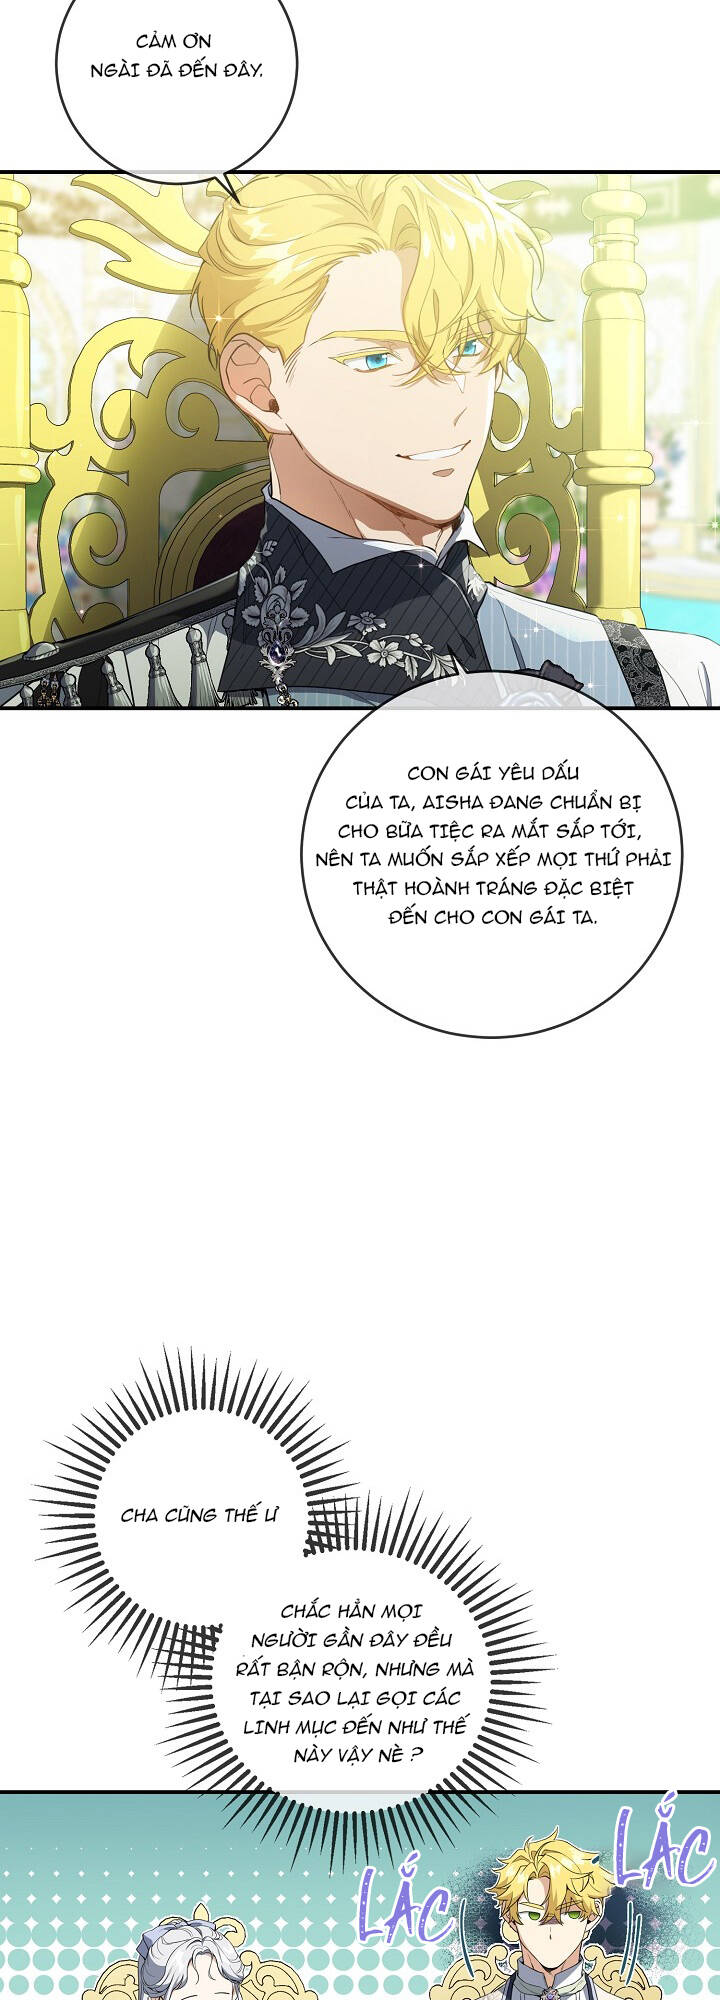 CẢM ƠN
NGÀI ĐÃ ĐẾN ĐÂY.
CON GÁI YÊU DẤU
CỦA TA, AISHA ĐANG CHUẨN BỊ
CHO BỮA TIỆC RA MẮT SẮP TỚI,
NÊN TA MUỐN SẮP XẾP MỌI THỨ PHẢI
THẬT HOÀNH TRÁNG ĐẶC BIỆT
ĐẾN CHO CON GÁI TA.
CHA CŨNG THẾ Ư
CHẮC HẲN MỌI
NGƯỜI GẦN ĐÂY ĐỀU
RẤT BẬN RỘN, NHƯNG MÀ
TẠI SAO LẠI GỌI CÁC
LINH MỤC ĐẾN NHƯ THẾ
NÀY VẬY NÈ ?
LẮC
LẮC